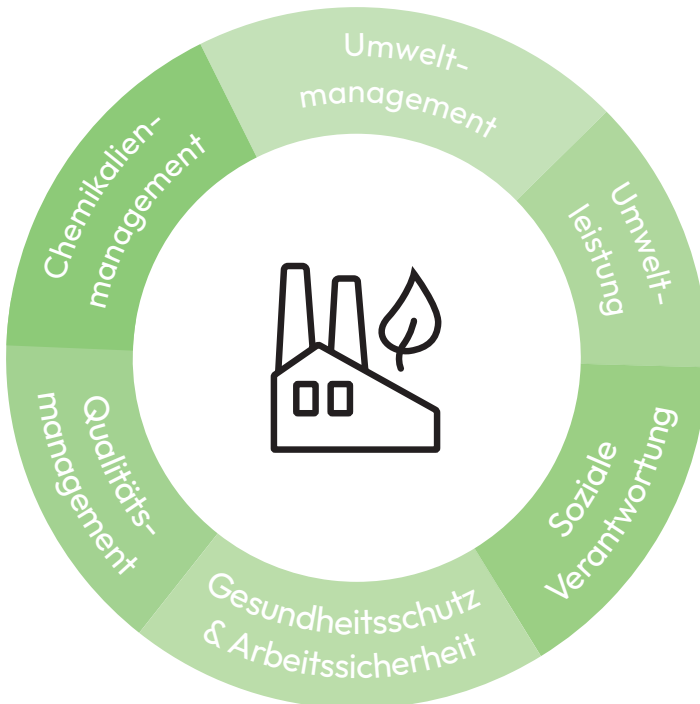 Umwelt-
management
Umwelt-
leistung
Soziale
Verantwortung
Gesundheitsschutz
& Arbeitssicherheit
Qualitäts-
management
Chemikalien-
management